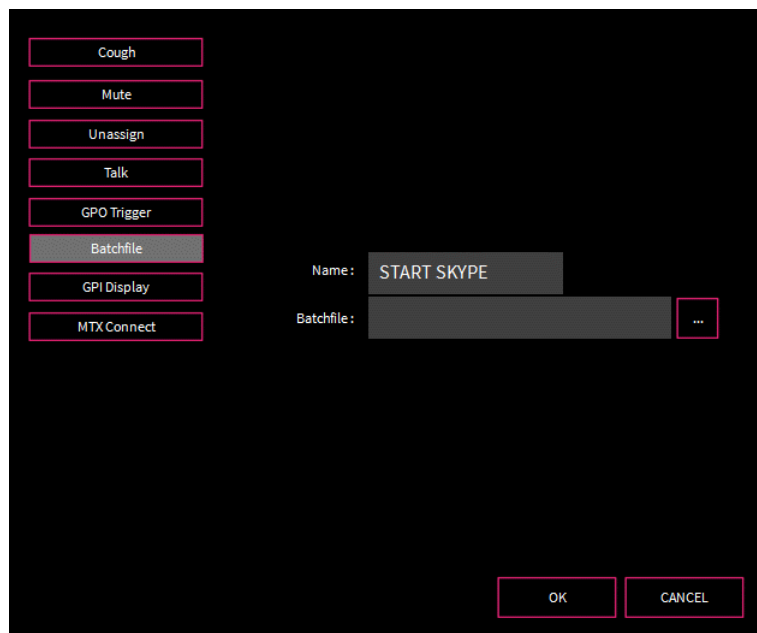 Cough
Mute
Unassign
Talk
GPO Trigger
Batchfile
GPI Display
MTX Connect
Name:
START SKYPE
Batchfile:
...
OK
CANCEL